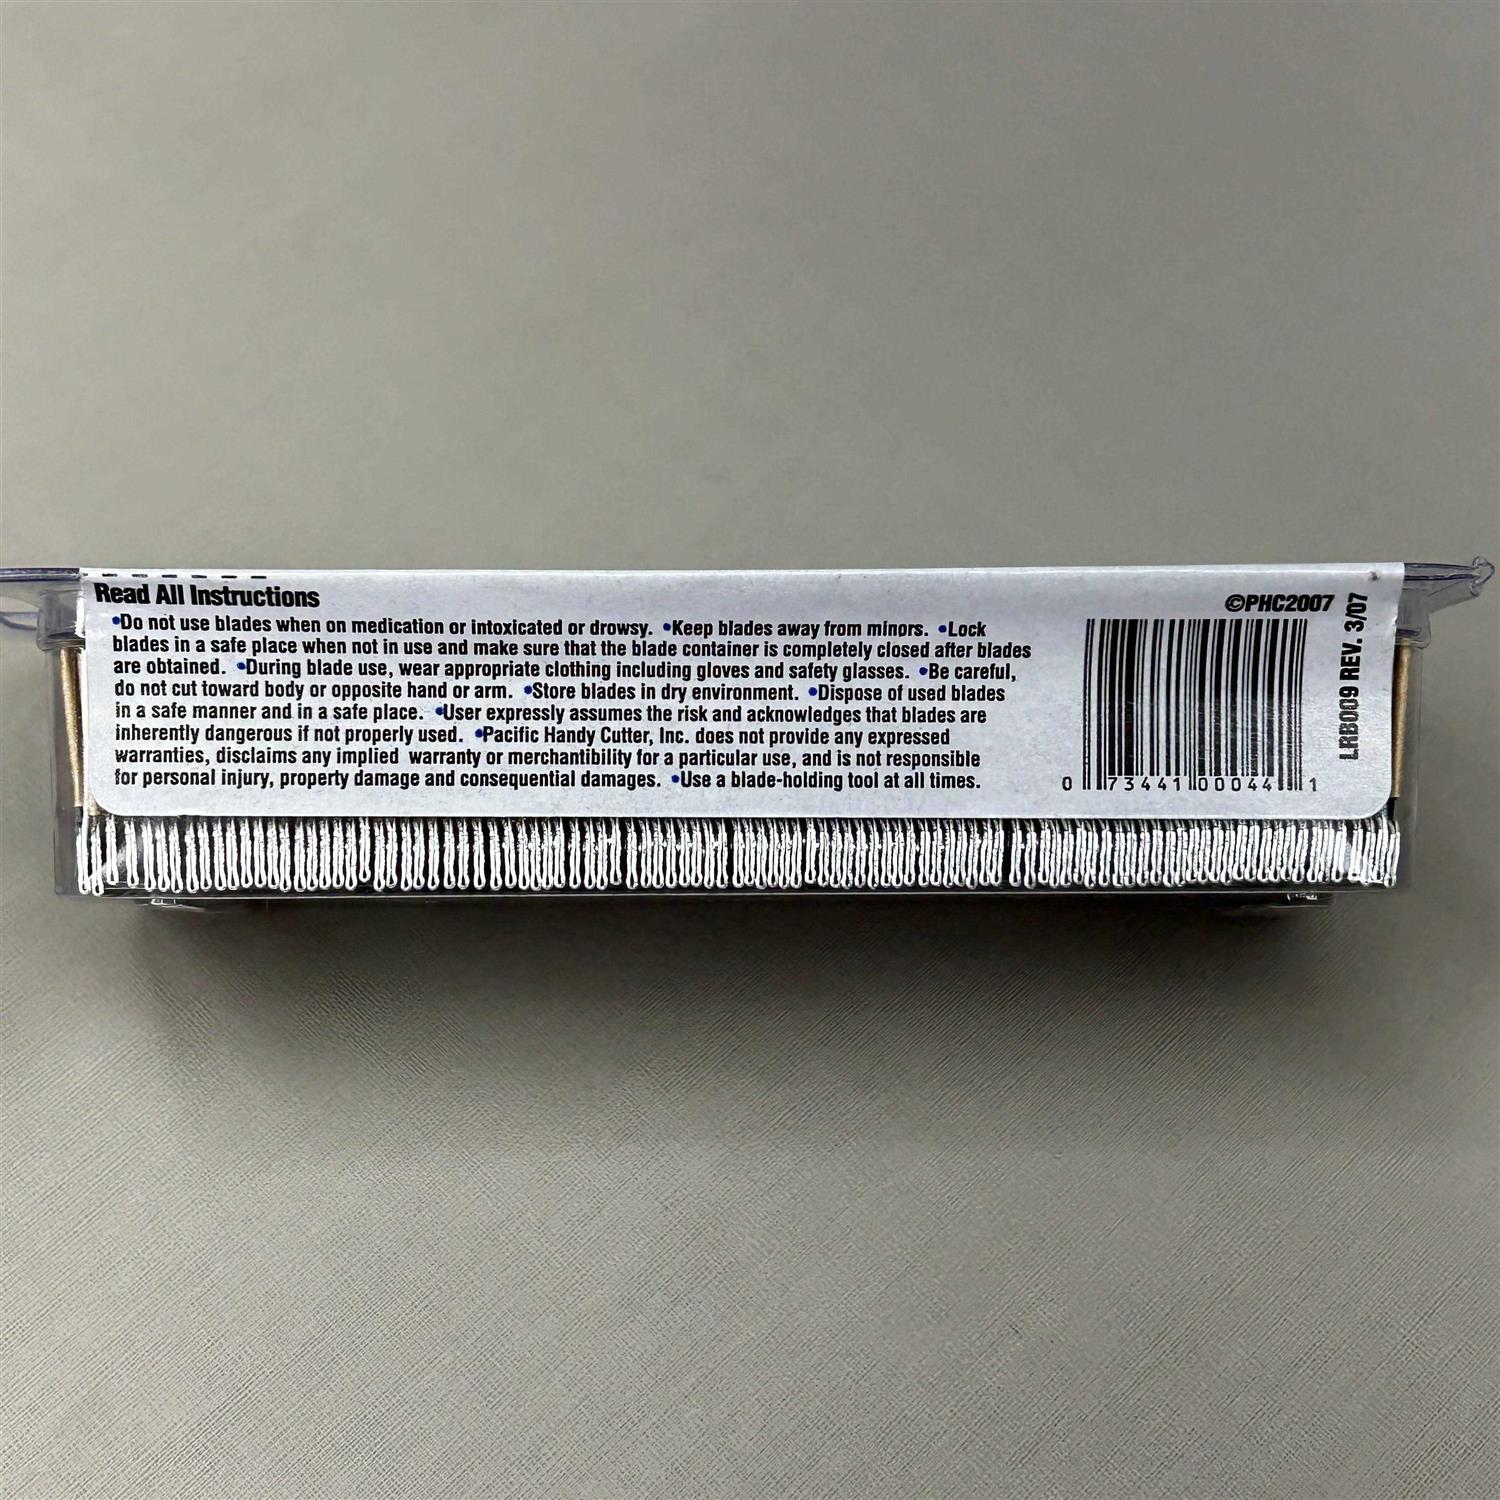 Read All Instructions
•Do not use blades when on medication or intoxicated or drowsy. •Keep blades away from minors. •Lock
blades in a safe place when not in use and make sure that the blade container is completely closed after blades
are obtained. •During blade use, wear appropriate clothing including gloves and safety glasses. •Be careful,
do not cut toward body or opposite hand or arm. •Store blades in dry environment. •Dispose of used blades
in a safe manner and in a safe place. •User expressly assumes the risk and acknowledges that blades are
inherently dangerous if not properly used. •Pacific Handy Cutter, Inc. does not provide any expressed
warranties, disclaims any implied warranty or merchantibility for a particular use, and is not responsible
for personal injury, property damage and consequential damages. •Use a blade-holding tool at all times.
©PHC2007
0 73441 00044 1
LRB009 REV. 3/07